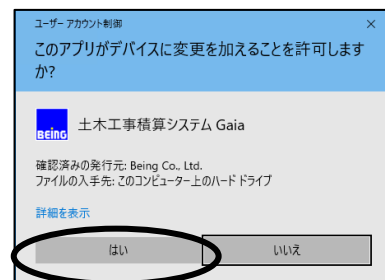 ユーザー アカウント制御
×
このアプリがデバイスに変更を加えることを許可します
か?
BEING
土木工事積算システム Gaia
確認済みの発行元: Being Co., Ltd.
ファイルの入手先: このコンピューター上のハード ドライブ
詳細を表示
はい
いいえ